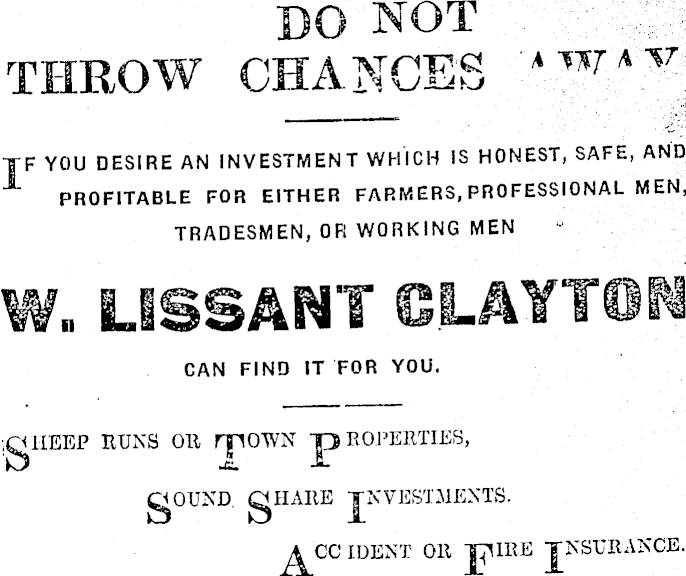 DO NOT
THROW CHANCES AWAY
IF YOU DESIRE AN INVESTMENT WHICH IS HONEST, SAFE, AND
PROFITABLE FOR EITHER FARMERS, PROFESSIONAL MEN,
TRADESMEN, OR WORKING MEN
W. LISSANT CLAYTON
CAN FIND IT FOR YOU.
SHEEP RUNS OR TOWN PROPERTIES,
SOUND SHARE INVESTMENTS.
ACCIDENT OR FIRE INSURANCE.